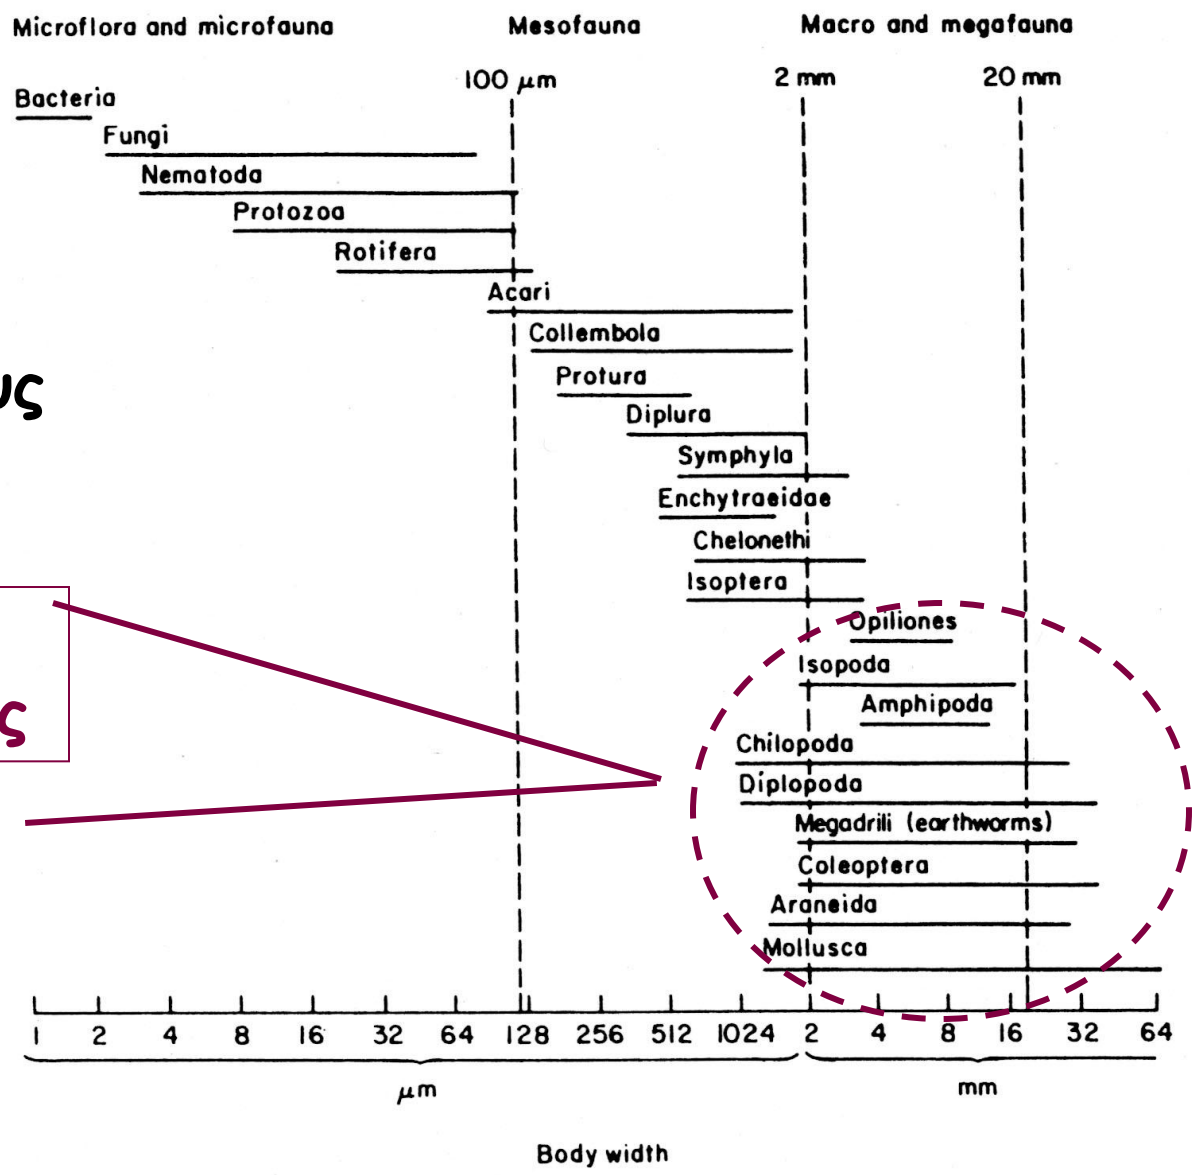 Microflora and microfauna Mesofauna Macro and megafauna
100 μm 2 mm 20 mm
Bacteria
Fungi
Nematoda
Protozoa
Rotifera
Acari
Collembola
Protura
Diplura
Symphyla
Enchytraeidae
Chelonethi
Isoptera
Opiliones
Isopoda
Amphipoda
Chilopoda
Diplopoda
Megadrili (earthworms)
Coleoptera
Araneida
Mollusca
1 2 4 8 16 32 64 128 256 512 1024 2 4 8 16 32 64
μm mm
Body width